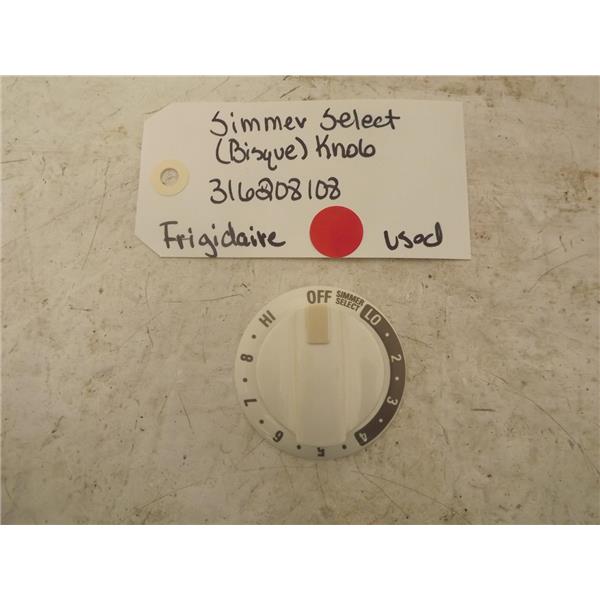 Simmer Select
(Bisque) Knob
316208108
Frigidaire used
OFF
SIMMER
SELECT
LO
2
3
4
5
6
7
8
HI